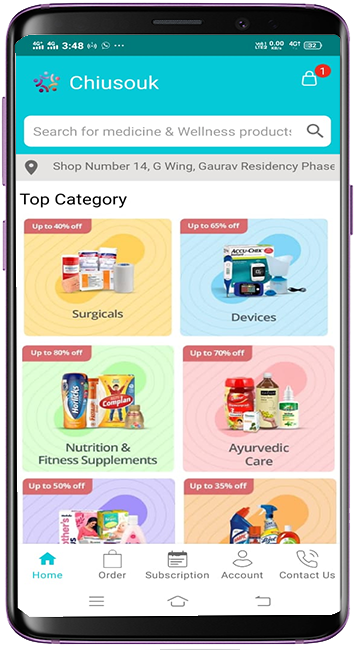 3:48
0.00
4G↑
32
Chiusouk
1
Search for medicine & Wellness products
Shop Number 14, G Wing, Gaurav Residency Phase
Top Category
Up to 40% off
Up to 65% off
ACCU-CHEK
Surgicals
Devices
Up to 80% off
Up to 70% off
Horlicks
Complan
Nutrition &
Fitness Supplements
Ayurvedic
Care
Up to 50% off
Up to 35% off
Home
Order
Subscription
Account
Contact Us